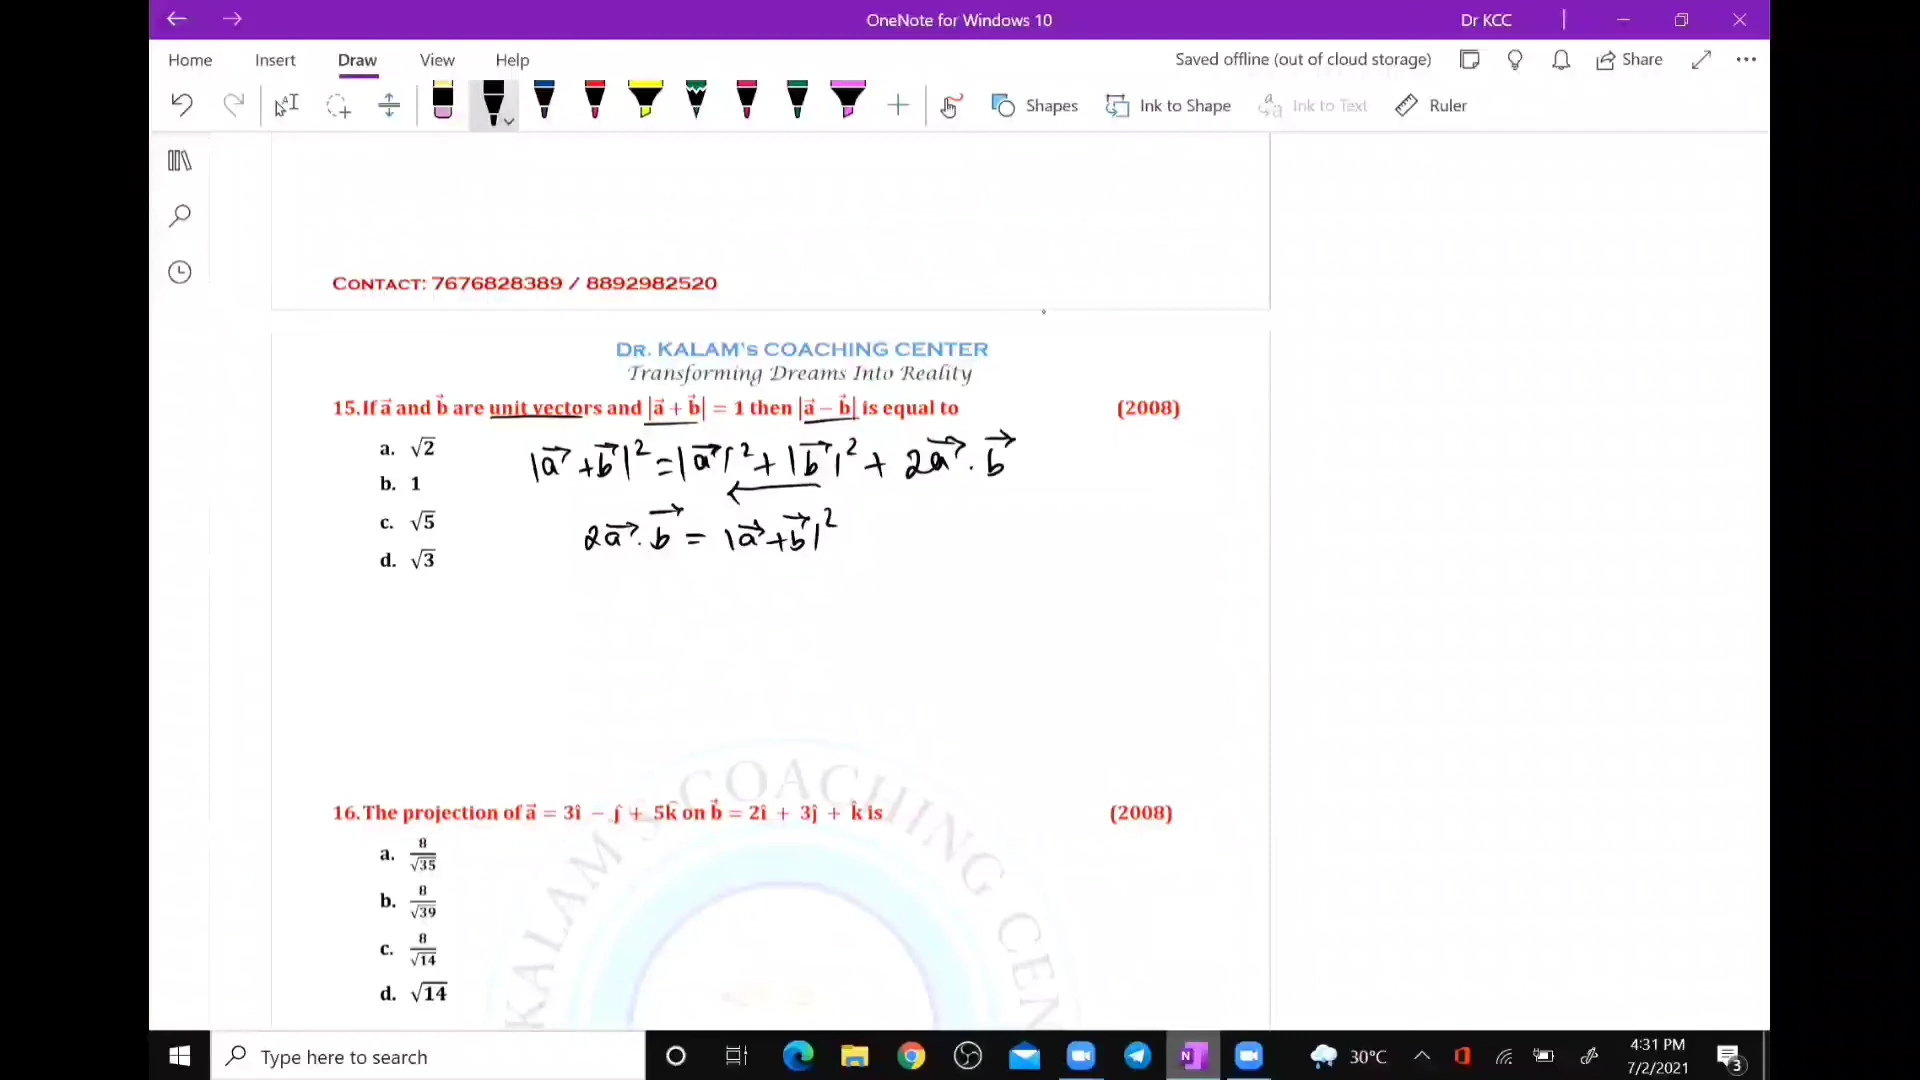 OneNote for Windows 10
Dr KCC
Home Insert Draw View Help
Saved offline (out of cloud storage)
Share
Shapes
Ink to Shape
Ink to Text
Ruler
CONTACT: 7676828389 / 8892982520
DR. KALAM's COACHING CENTER
Transforming Dreams Into Reality
15. If a⃗ and b⃗ are unit vectors and |a⃗ + b⃗| = 1 then |a⃗ − b⃗| is equal to (2008)
a. √2
b. 1
c. √5
d. √3
|a⃗ + b⃗|² = |a⃗|² + |b⃗|² + 2a⃗ . b⃗
2a⃗ . b⃗ = |a⃗ + b⃗|²
16. The projection of a⃗ = 3î − ĵ + 5k̂ on b⃗ = 2î + 3ĵ + k̂ is (2008)
a. 8/√35
b. 8/√39
c. 8/√14
d. √14
KALAM'S COACHING CEN
Type here to search
30°C
4:31 PM
7/2/2021
3